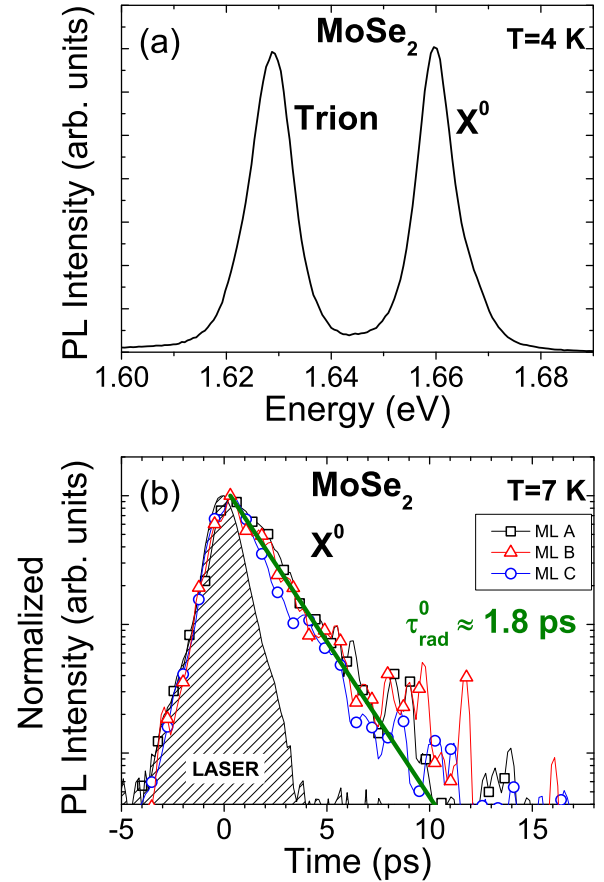 (a)
MoSe₂
T=4 K
Trion
X⁰
PL Intensity (arb. units)
1.60
1.62
1.64
1.66
1.68
Energy (eV)
(b)
MoSe₂
T=7 K
X⁰
ML A
ML B
ML C
τ⁰rad ≈ 1.8 ps
LASER
Normalized
PL Intensity (arb. units)
-5
0
5
10
15
Time (ps)